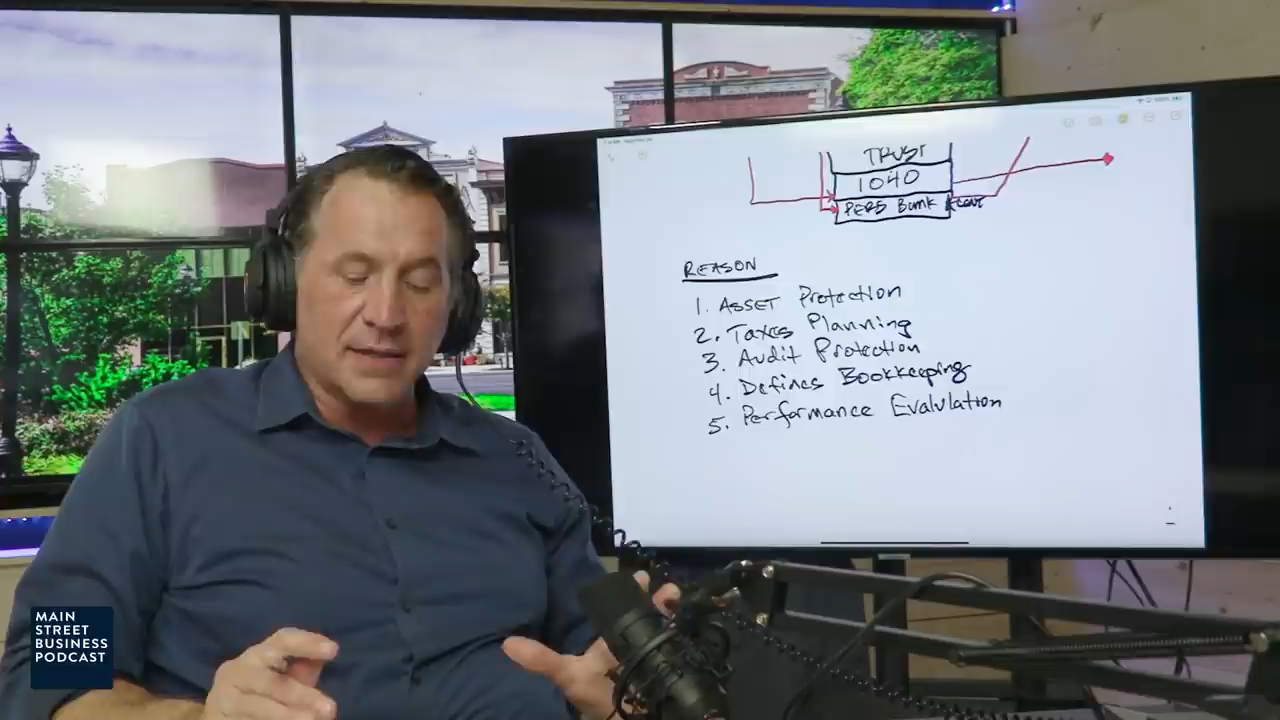 TRUST
1040
PERS Bank
REASON
1. ASSET Protection
2. Taxes Planning
3. Audit Protection
4. Defines Bookkeeping
5. Performance Evalulation
MAIN
STREET
BUSINESS
PODCAST